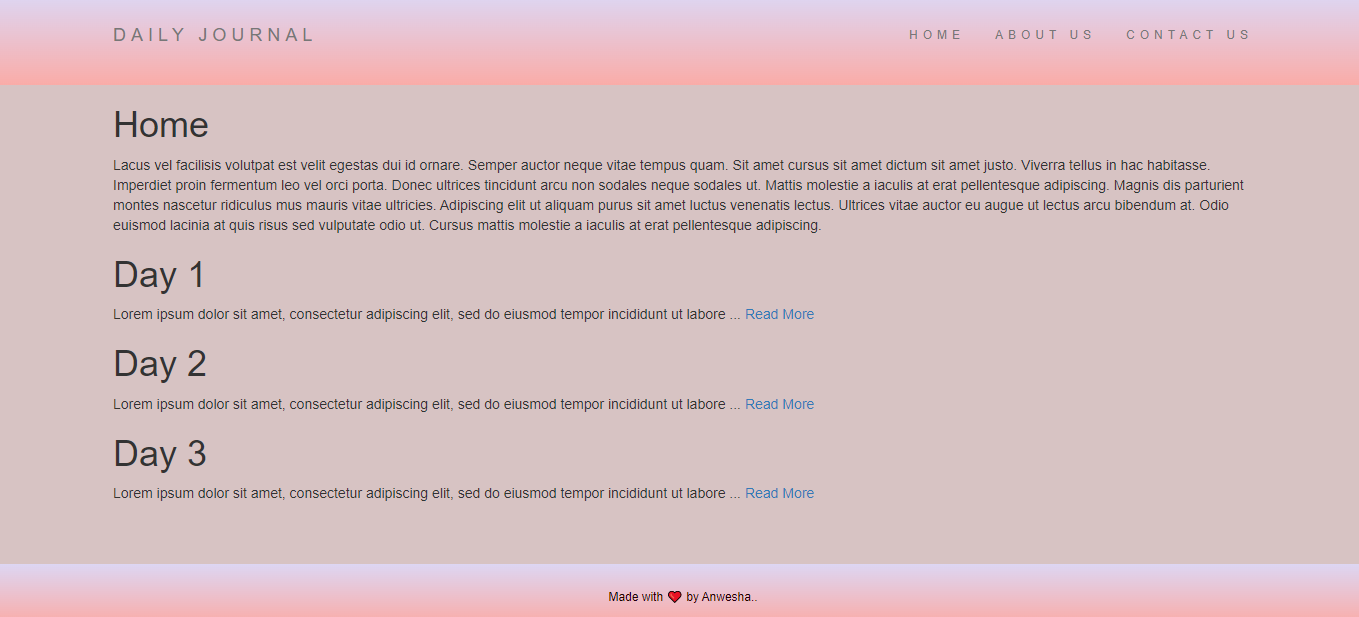 DAILY JOURNAL
HOME ABOUT US CONTACT US
Home
Lacus vel facilisis volutpat est velit egestas dui id ornare. Semper auctor neque vitae tempus quam. Sit amet cursus sit amet dictum sit amet justo. Viverra tellus in hac habitasse.
Imperdiet proin fermentum leo vel orci porta. Donec ultrices tincidunt arcu non sodales neque sodales ut. Mattis molestie a iaculis at erat pellentesque adipiscing. Magnis dis parturient
montes nascetur ridiculus mus mauris vitae ultricies. Adipiscing elit ut aliquam purus sit amet luctus venenatis lectus. Ultrices vitae auctor eu augue ut lectus arcu bibendum at. Odio
euismod lacinia at quis risus sed vulputate odio ut. Cursus mattis molestie a iaculis at erat pellentesque adipiscing.
Day 1
Lorem ipsum dolor sit amet, consectetur adipiscing elit, sed do eiusmod tempor incididunt ut labore ... Read More
Day 2
Lorem ipsum dolor sit amet, consectetur adipiscing elit, sed do eiusmod tempor incididunt ut labore ... Read More
Day 3
Lorem ipsum dolor sit amet, consectetur adipiscing elit, sed do eiusmod tempor incididunt ut labore ... Read More
Made with ❤ by Anwesha..